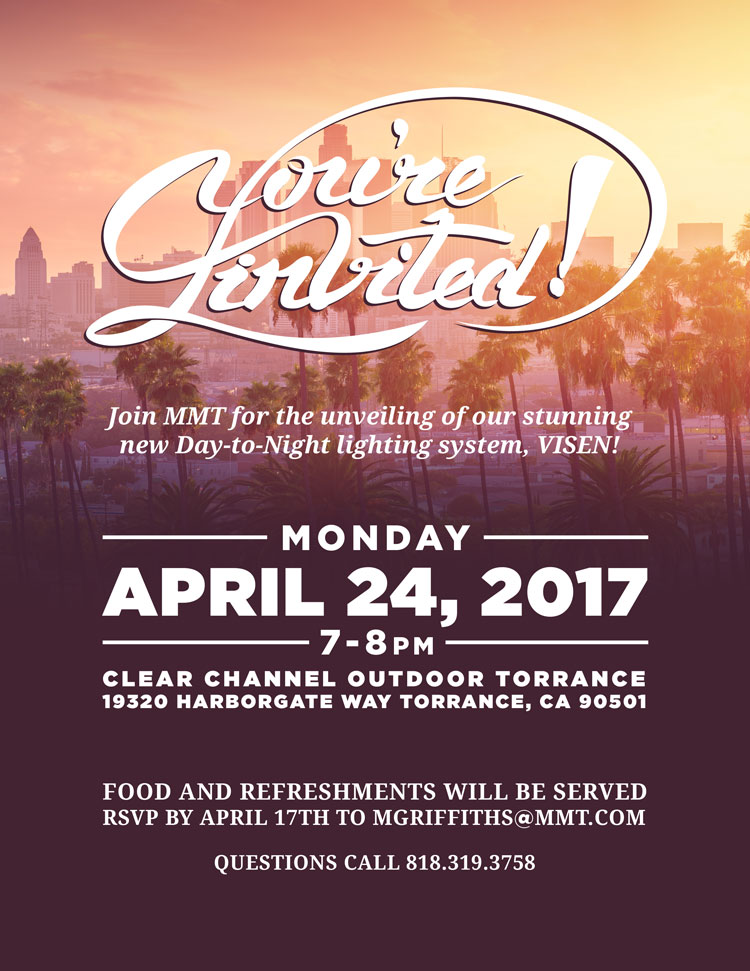 You're
invited!
Join MMT for the unveiling of our stunning
new Day-to-Night lighting system, VISEN!
MONDAY
APRIL 24, 2017
7-8PM
CLEAR CHANNEL OUTDOOR TORRANCE
19320 HARBORGATE WAY TORRANCE, CA 90501
FOOD AND REFRESHMENTS WILL BE SERVED
RSVP BY APRIL 17TH TO MGRIFFITHS@MMT.COM
QUESTIONS CALL 818.319.3758